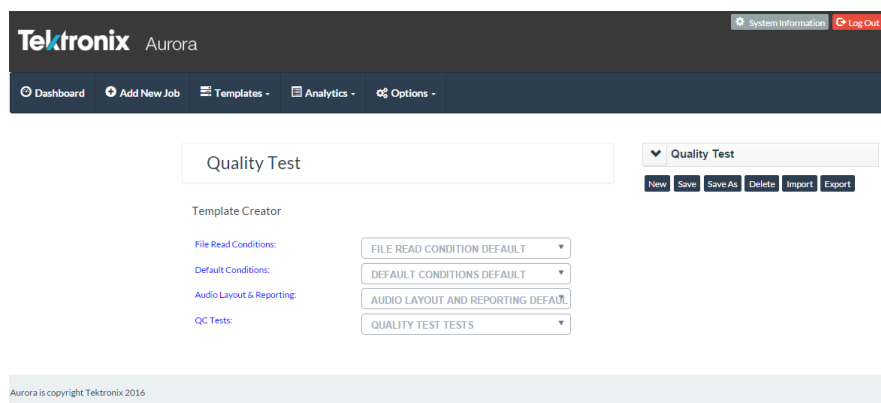 System Information Log Out
Tektronix Aurora
Dashboard Add New Job Templates Analytics Options
Quality Test
Quality Test
New Save Save As Delete Import Export
Template Creator
File Read Conditions: FILE READ CONDITION DEFAULT
Default Conditions: DEFAULT CONDITIONS DEFAULT
Audio Layout & Reporting: AUDIO LAYOUT AND REPORTING DEFAUL
QC Tests: QUALITY TEST TESTS
Aurora is copyright Tektronix 2016